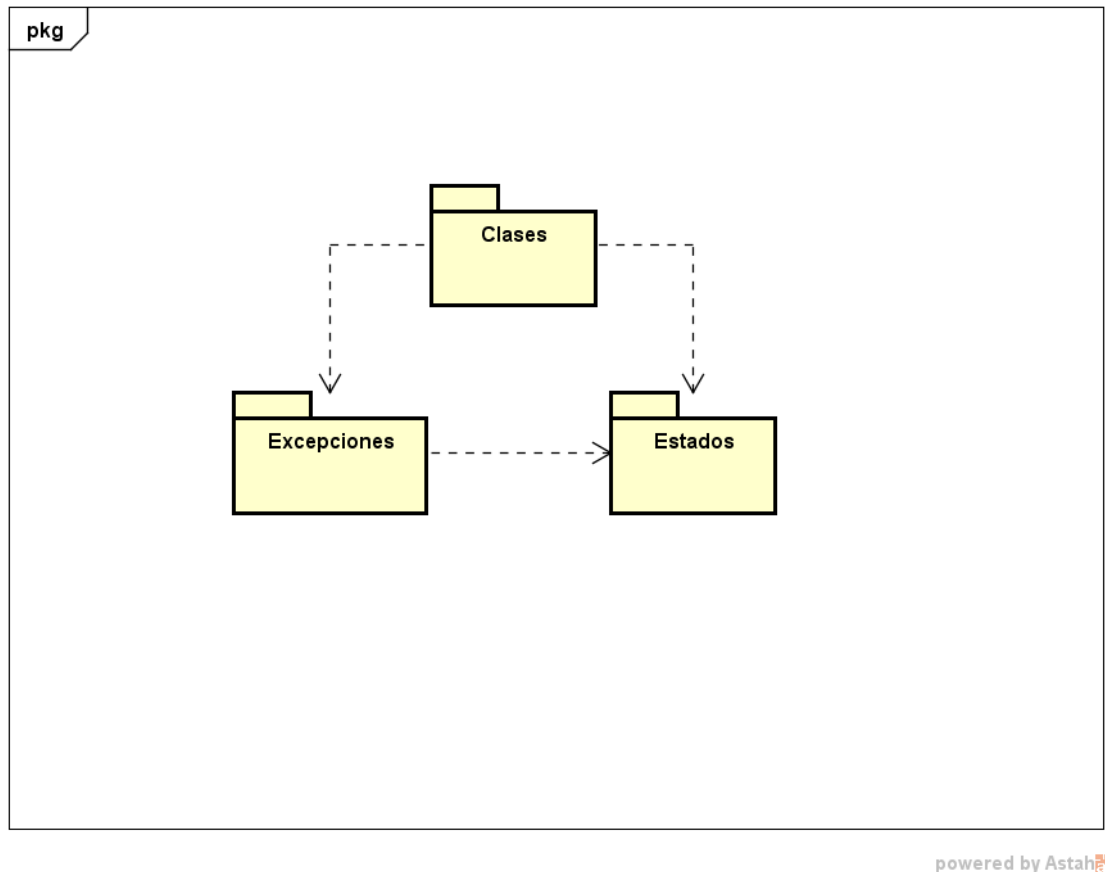 pkg
Clases
Excepciones
Estados
powered by Astah